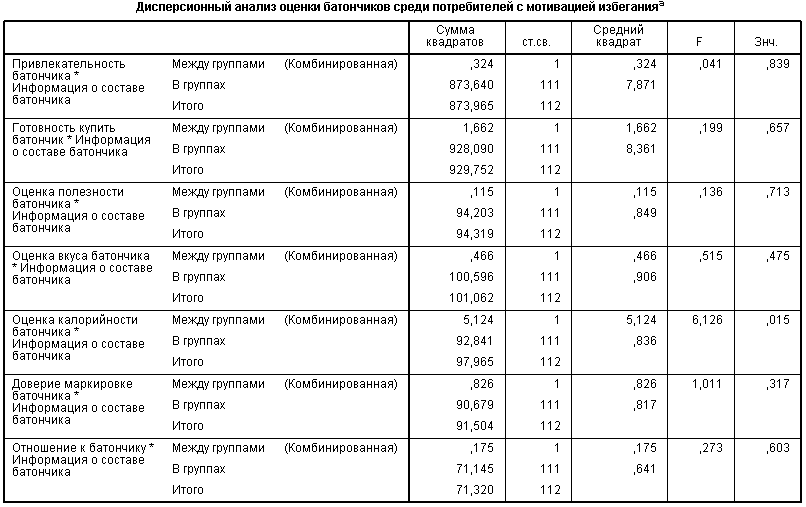 Дисперсионный анализ оценки батончиков среди потребителей с мотивацией избегания a
Сумма квадратов ст.св. Средний квадрат F Знч.
Привлекательность батончика * Информация о составе батончика Между группами (Комбинированная) ,324 1 ,324 ,041 ,839
В группах 873,640 111 7,871
Итого 873,965 112
Готовность купить батончик * Информация о составе батончика Между группами (Комбинированная) 1,662 1 1,662 ,199 ,657
В группах 928,090 111 8,361
Итого 929,752 112
Оценка полезности батончика * Информация о составе батончика Между группами (Комбинированная) ,115 1 ,115 ,136 ,713
В группах 94,203 111 ,849
Итого 94,319 112
Оценка вкуса батончика * Информация о составе батончика Между группами (Комбинированная) ,466 1 ,466 ,515 ,475
В группах 100,596 111 ,906
Итого 101,062 112
Оценка калорийности батончика * Информация о составе батончика Между группами (Комбинированная) 5,124 1 5,124 6,126 ,015
В группах 92,841 111 ,836
Итого 97,965 112
Доверие маркировке баточника * Информация о составе батончика Между группами (Комбинированная) ,826 1 ,826 1,011 ,317
В группах 90,679 111 ,817
Итого 91,504 112
Отношение к батончику * Информация о составе батончика Между группами (Комбинированная) ,175 1 ,175 ,273 ,603
В группах 71,145 111 ,641
Итого 71,320 112